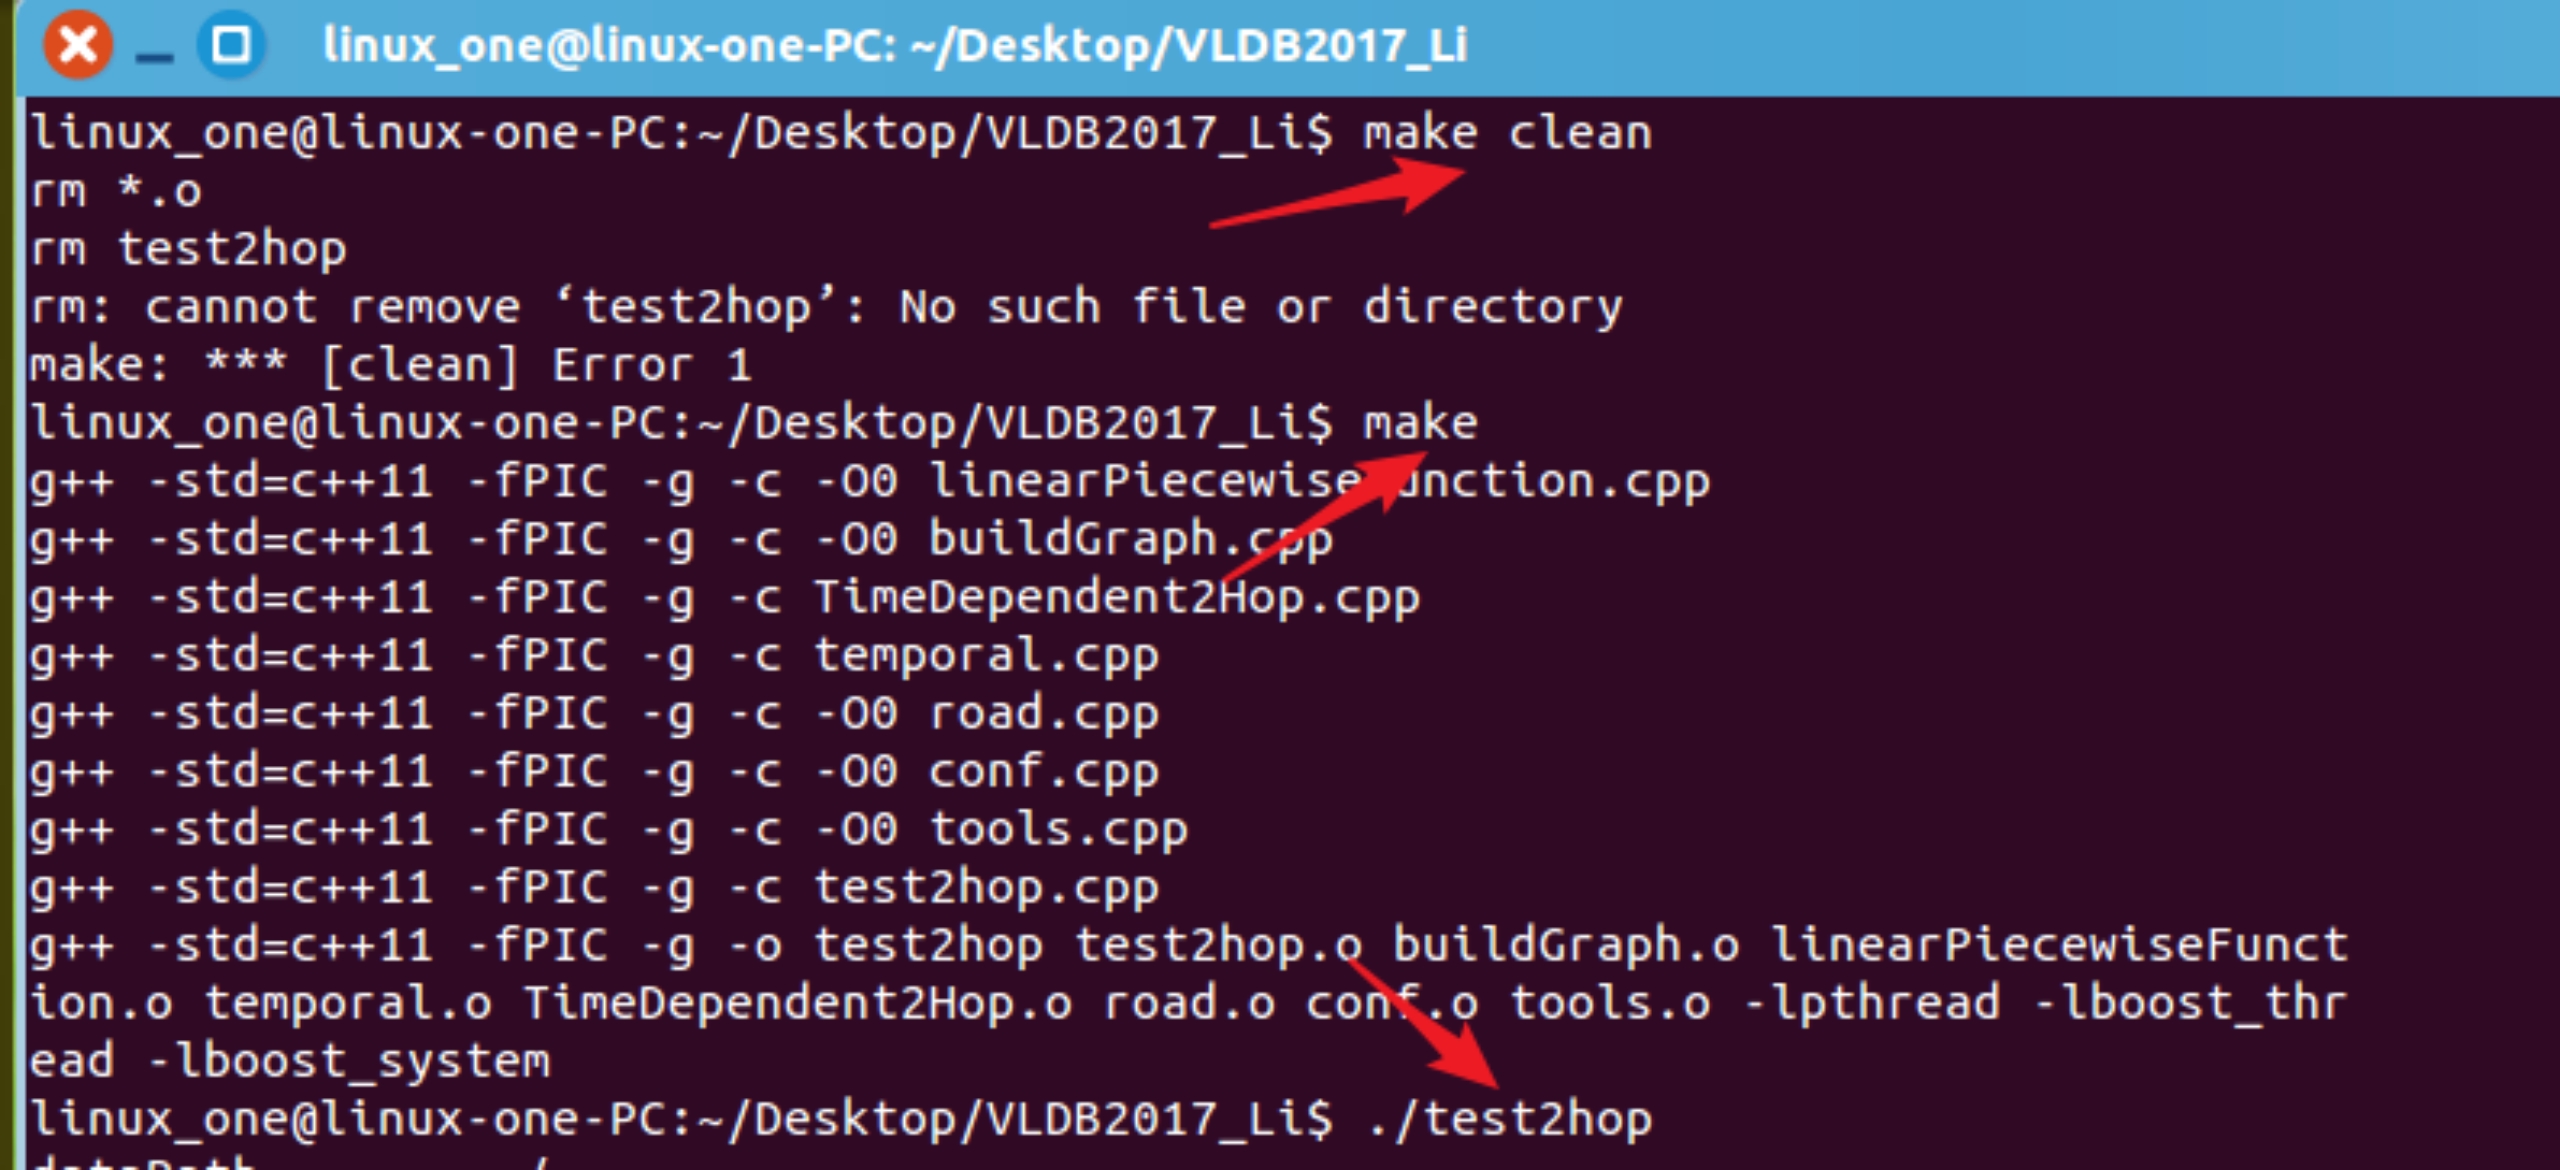 linux_one@linux-one-PC: ~/Desktop/VLDB2017_Li
linux_one@linux-one-PC:~/Desktop/VLDB2017_Li$ make clean
rm *.o
rm test2hop
rm: cannot remove ‘test2hop’: No such file or directory
make: *** [clean] Error 1
linux_one@linux-one-PC:~/Desktop/VLDB2017_Li$ make
g++ -std=c++11 -fPIC -g -c -O0 linearPiecewiseFunction.cpp
g++ -std=c++11 -fPIC -g -c -O0 buildGraph.cpp
g++ -std=c++11 -fPIC -g -c TimeDependent2Hop.cpp
g++ -std=c++11 -fPIC -g -c temporal.cpp
g++ -std=c++11 -fPIC -g -c -O0 road.cpp
g++ -std=c++11 -fPIC -g -c -O0 conf.cpp
g++ -std=c++11 -fPIC -g -c -O0 tools.cpp
g++ -std=c++11 -fPIC -g -c test2hop.cpp
g++ -std=c++11 -fPIC -g -o test2hop test2hop.o buildGraph.o linearPiecewiseFunct
ion.o temporal.o TimeDependent2Hop.o road.o conf.o tools.o -lpthread -lboost_thr
ead -lboost_system
linux_one@linux-one-PC:~/Desktop/VLDB2017_Li$ ./test2hop